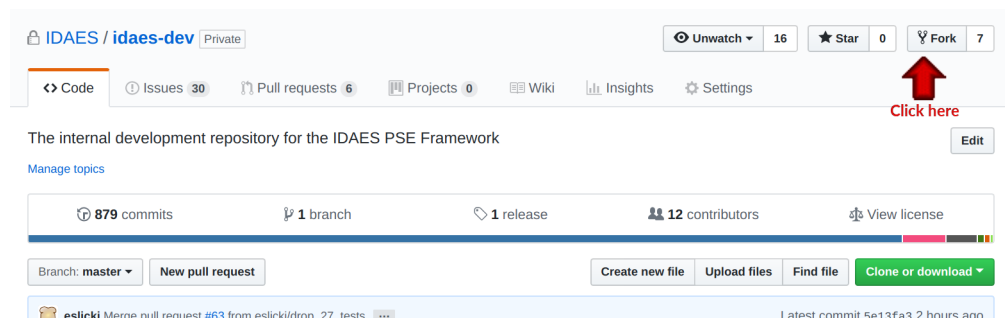 IDAES / idaes-dev Private Unwatch 16 Star 0 Fork 7
Code Issues 30 Pull requests 6 Projects 0 Wiki Insights Settings
Click here
The internal development repository for the IDAES PSE Framework Edit
Manage topics
879 commits 1 branch 1 release 12 contributors View license
Branch: master New pull request Create new file Upload files Find file Clone or download
eslickj Merge pull request #63 from eslickj/drop_27_tests ... Latest commit 5e13fa3 2 hours ago